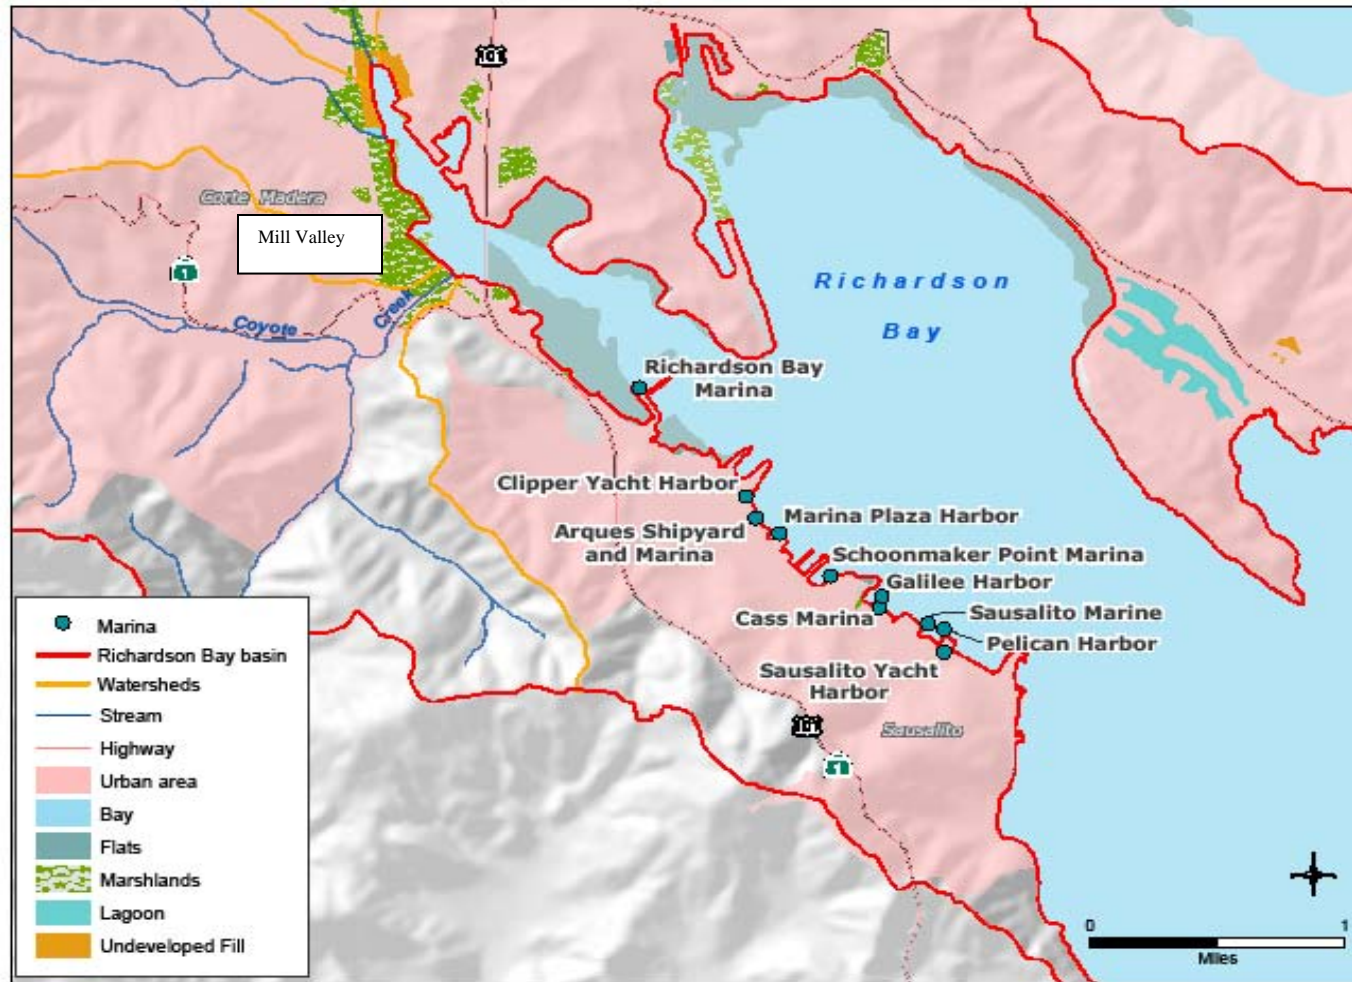 101
Corte Madera
Mill Valley
1
Coyote Creek
Richardson
Bay
Richardson Bay
Marina
Clipper Yacht Harbor
Arques Shipyard
and Marina
Marina Plaza Harbor
Schoonmaker Point Marina
Galilee Harbor
Cass Marina
Sausalito Marine
Pelican Harbor
Sausalito Yacht
Harbor
Sausalito
101
1
Marina
Richardson Bay basin
Watersheds
Stream
Highway
Urban area
Bay
Flats
Marshlands
Lagoon
Undeveloped Fill
0 1
Miles